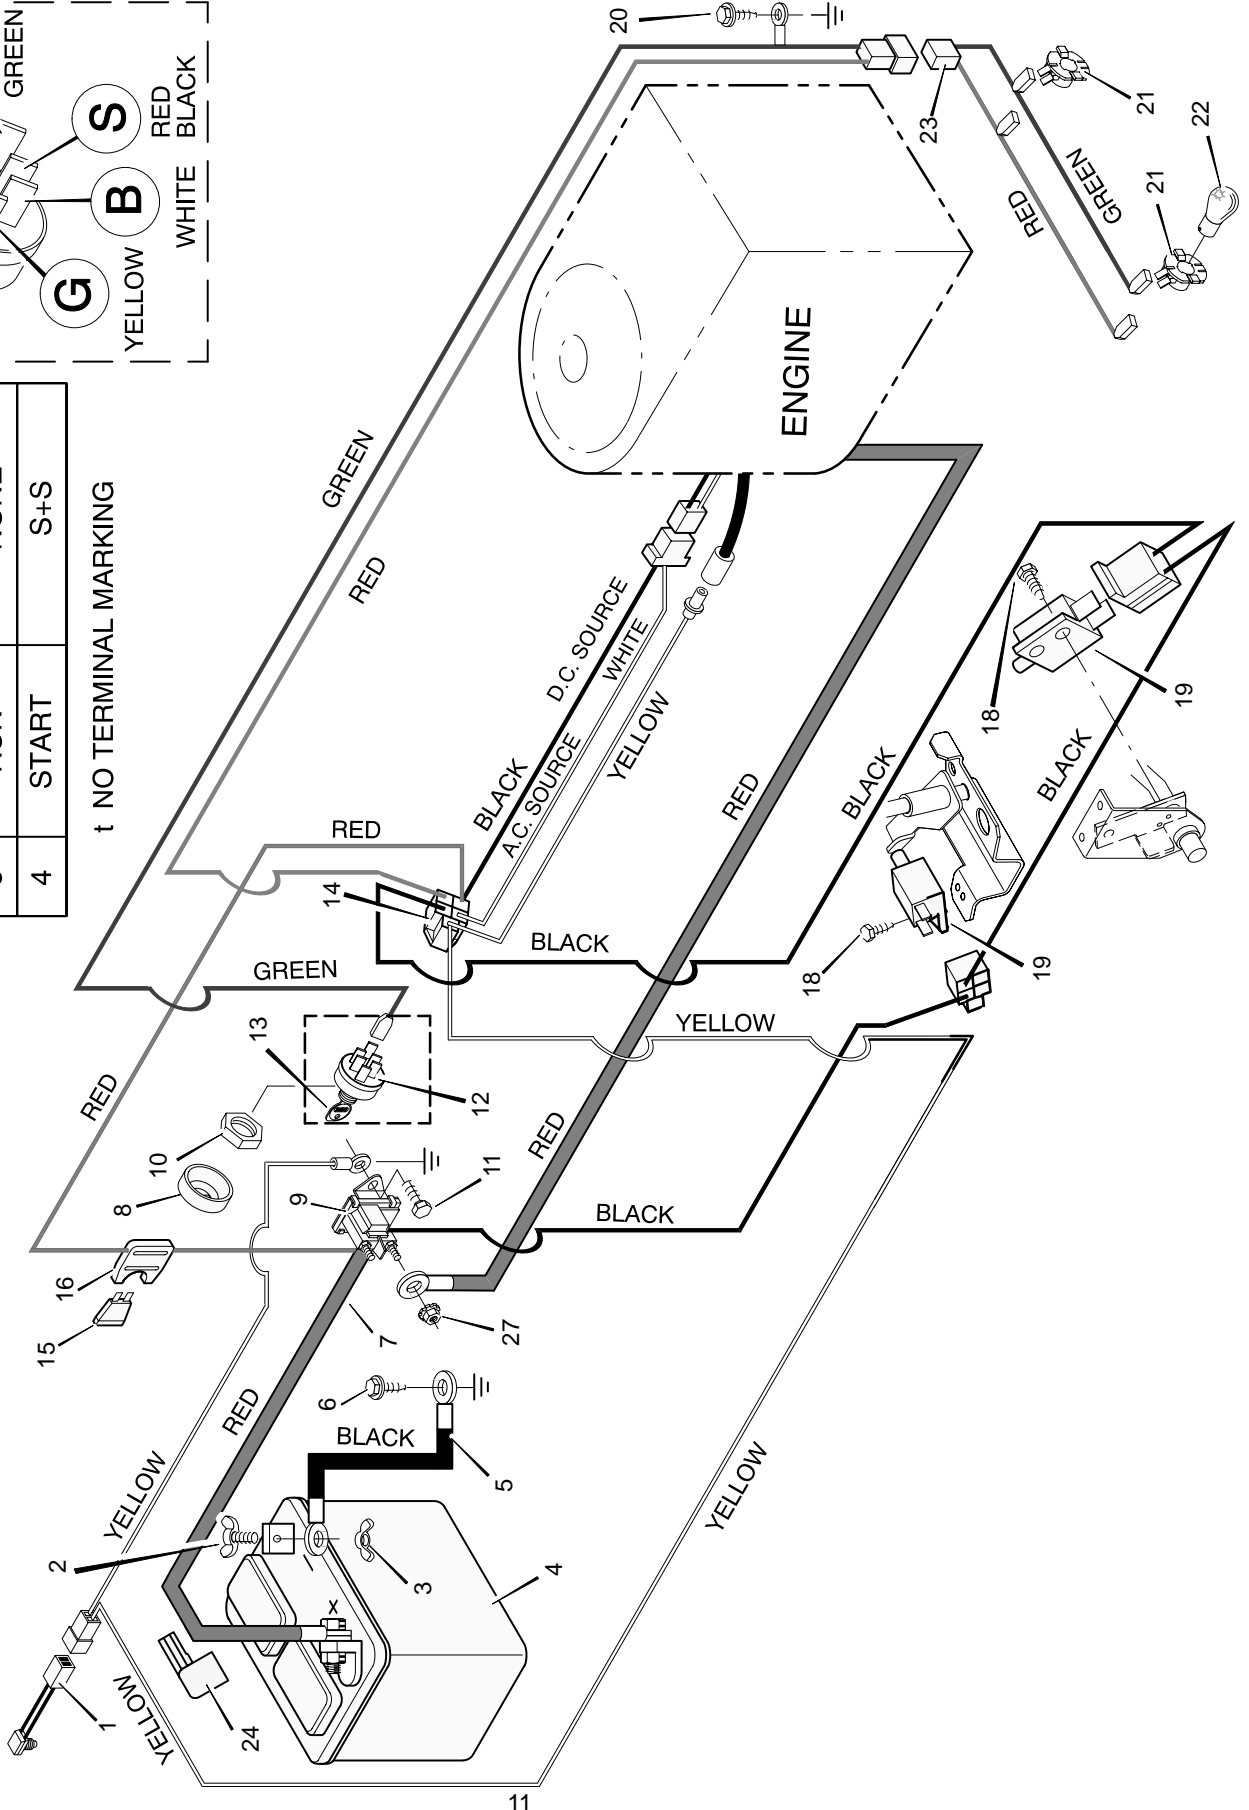 GREEN
S
RED
BLACK
B
WHITE
G
YELLOW
4 START S+S
t NO TERMINAL MARKING
20
23
21
22
21
RED
GREEN
ENGINE
GREEN
RED
D.C. SOURCE
WHITE
BLACK
A.C. SOURCE
YELLOW
RED
14
BLACK
GREEN
13
12
RED
10
8
9
11
16
15
7
27
RED
BLACK
YELLOW
RED
BLACK
18
19
BLACK
18
19
RED
6
BLACK
5
YELLOW
2
3
4
X
1
24
YELLOW
YELLOW
11